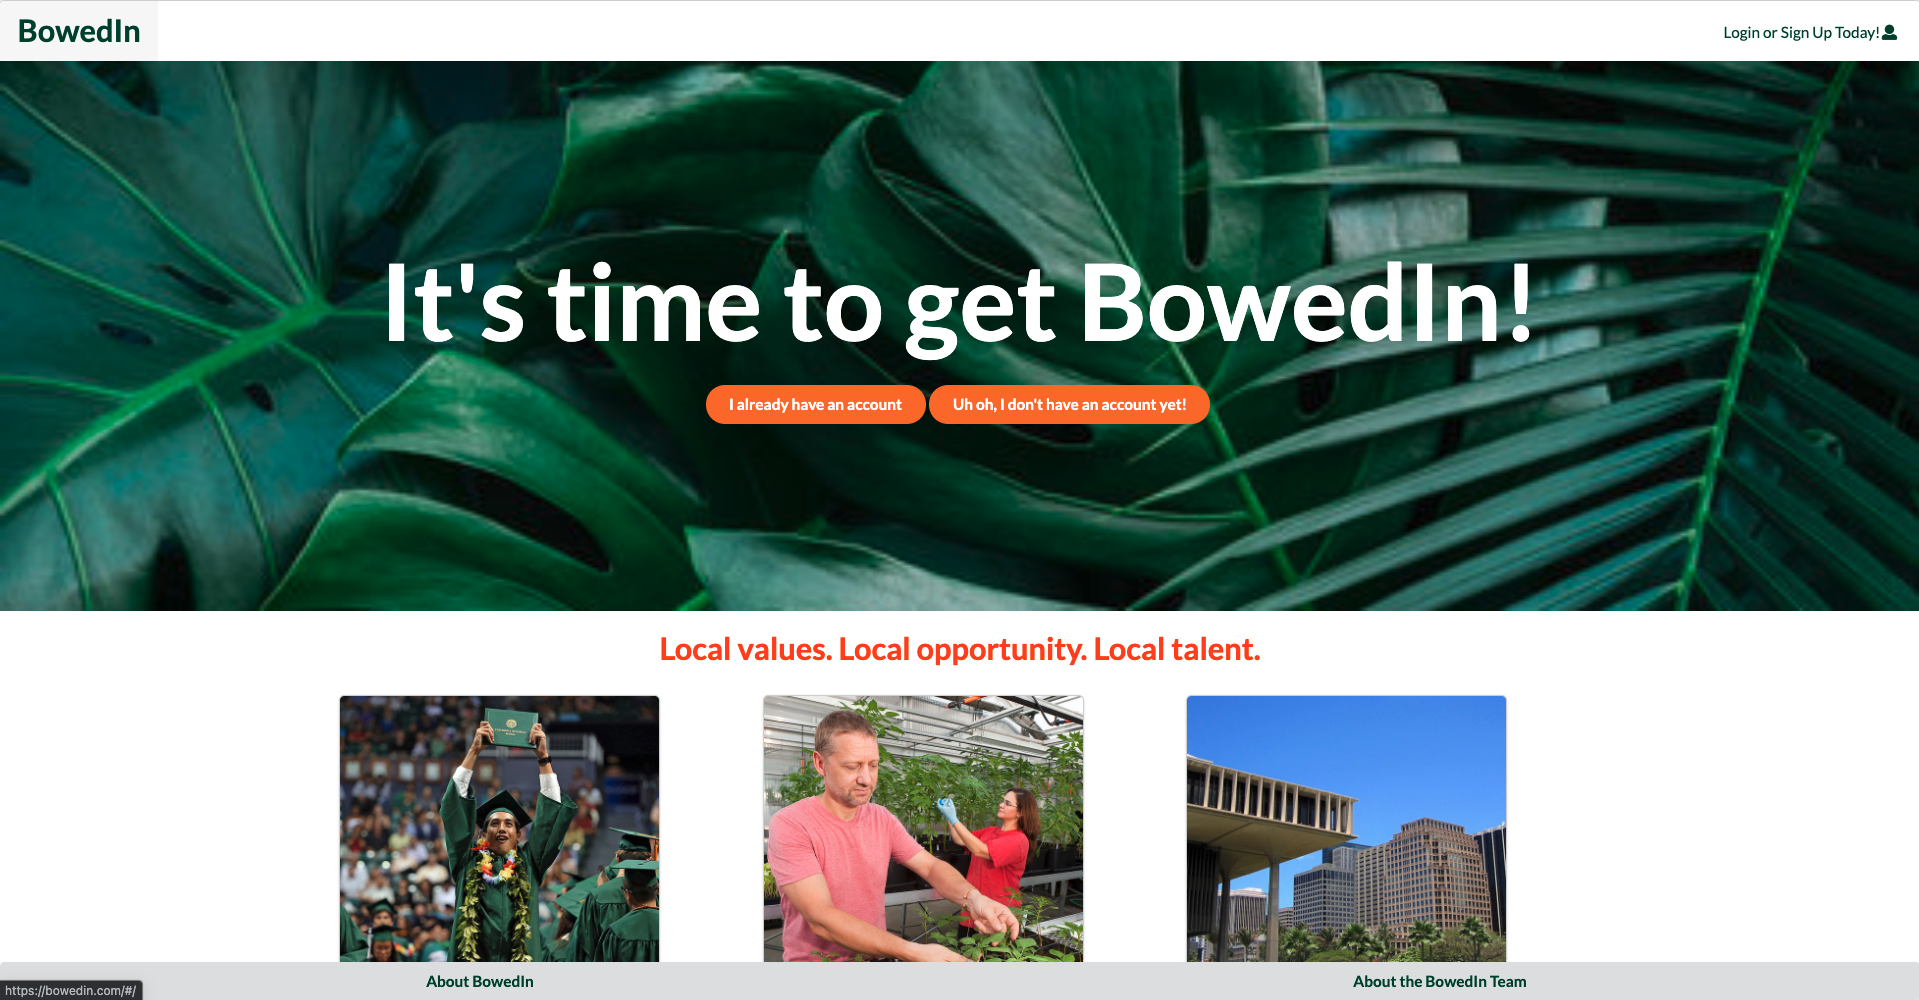 BowedIn
Login or Sign Up Today!
It's time to get BowedIn!
I already have an account
Uh oh, I don't have an account yet!
Local values. Local opportunity. Local talent.
About BowedIn
About the BowedIn Team
https://bowedin.com/#/